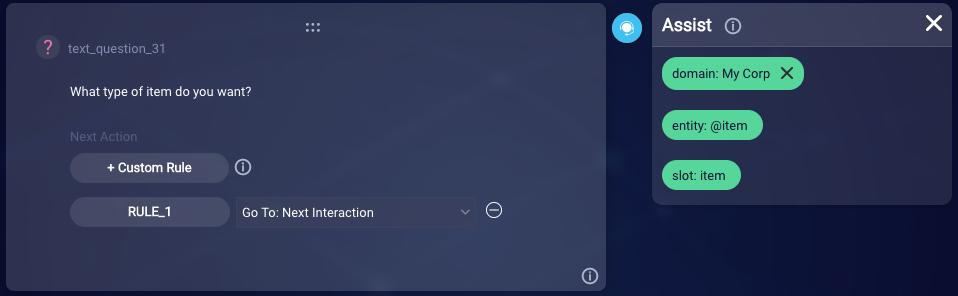 text_question_31
What type of item do you want?
Next Action
+ Custom Rule
RULE_1
Go To: Next Interaction
Assist
domain: My Corp
entity: @item
slot: item